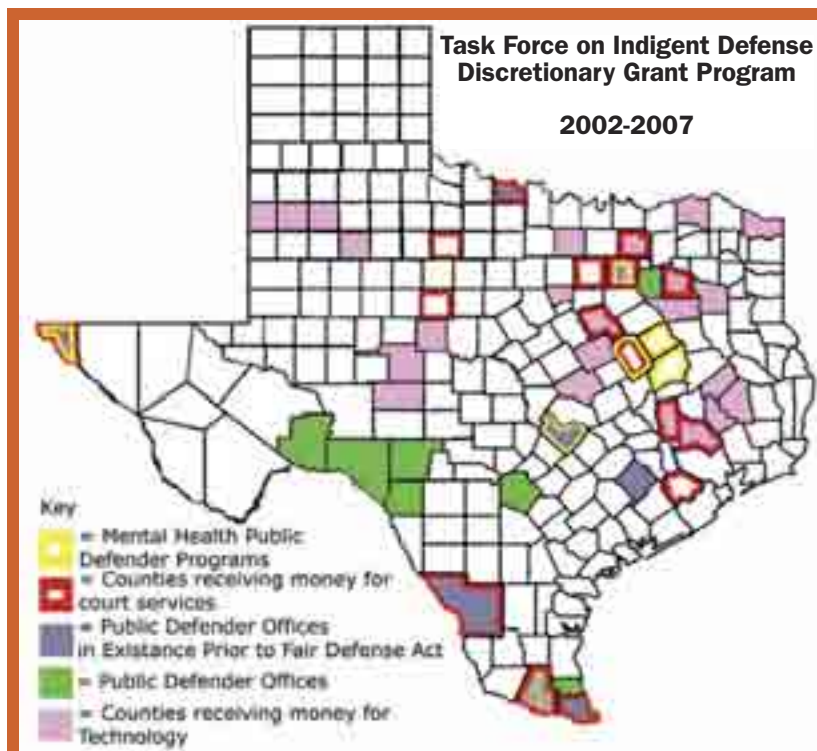 Task Force on Indigent Defense
Discretionary Grant Program
2002-2007
Key
= Mental Health Public
Defender Programs
= Counties receiving money for
court services
= Public Defender Offices
in Existance Prior to Fair Defense Act
= Public Defender Offices
= Counties receiving money for
Technology